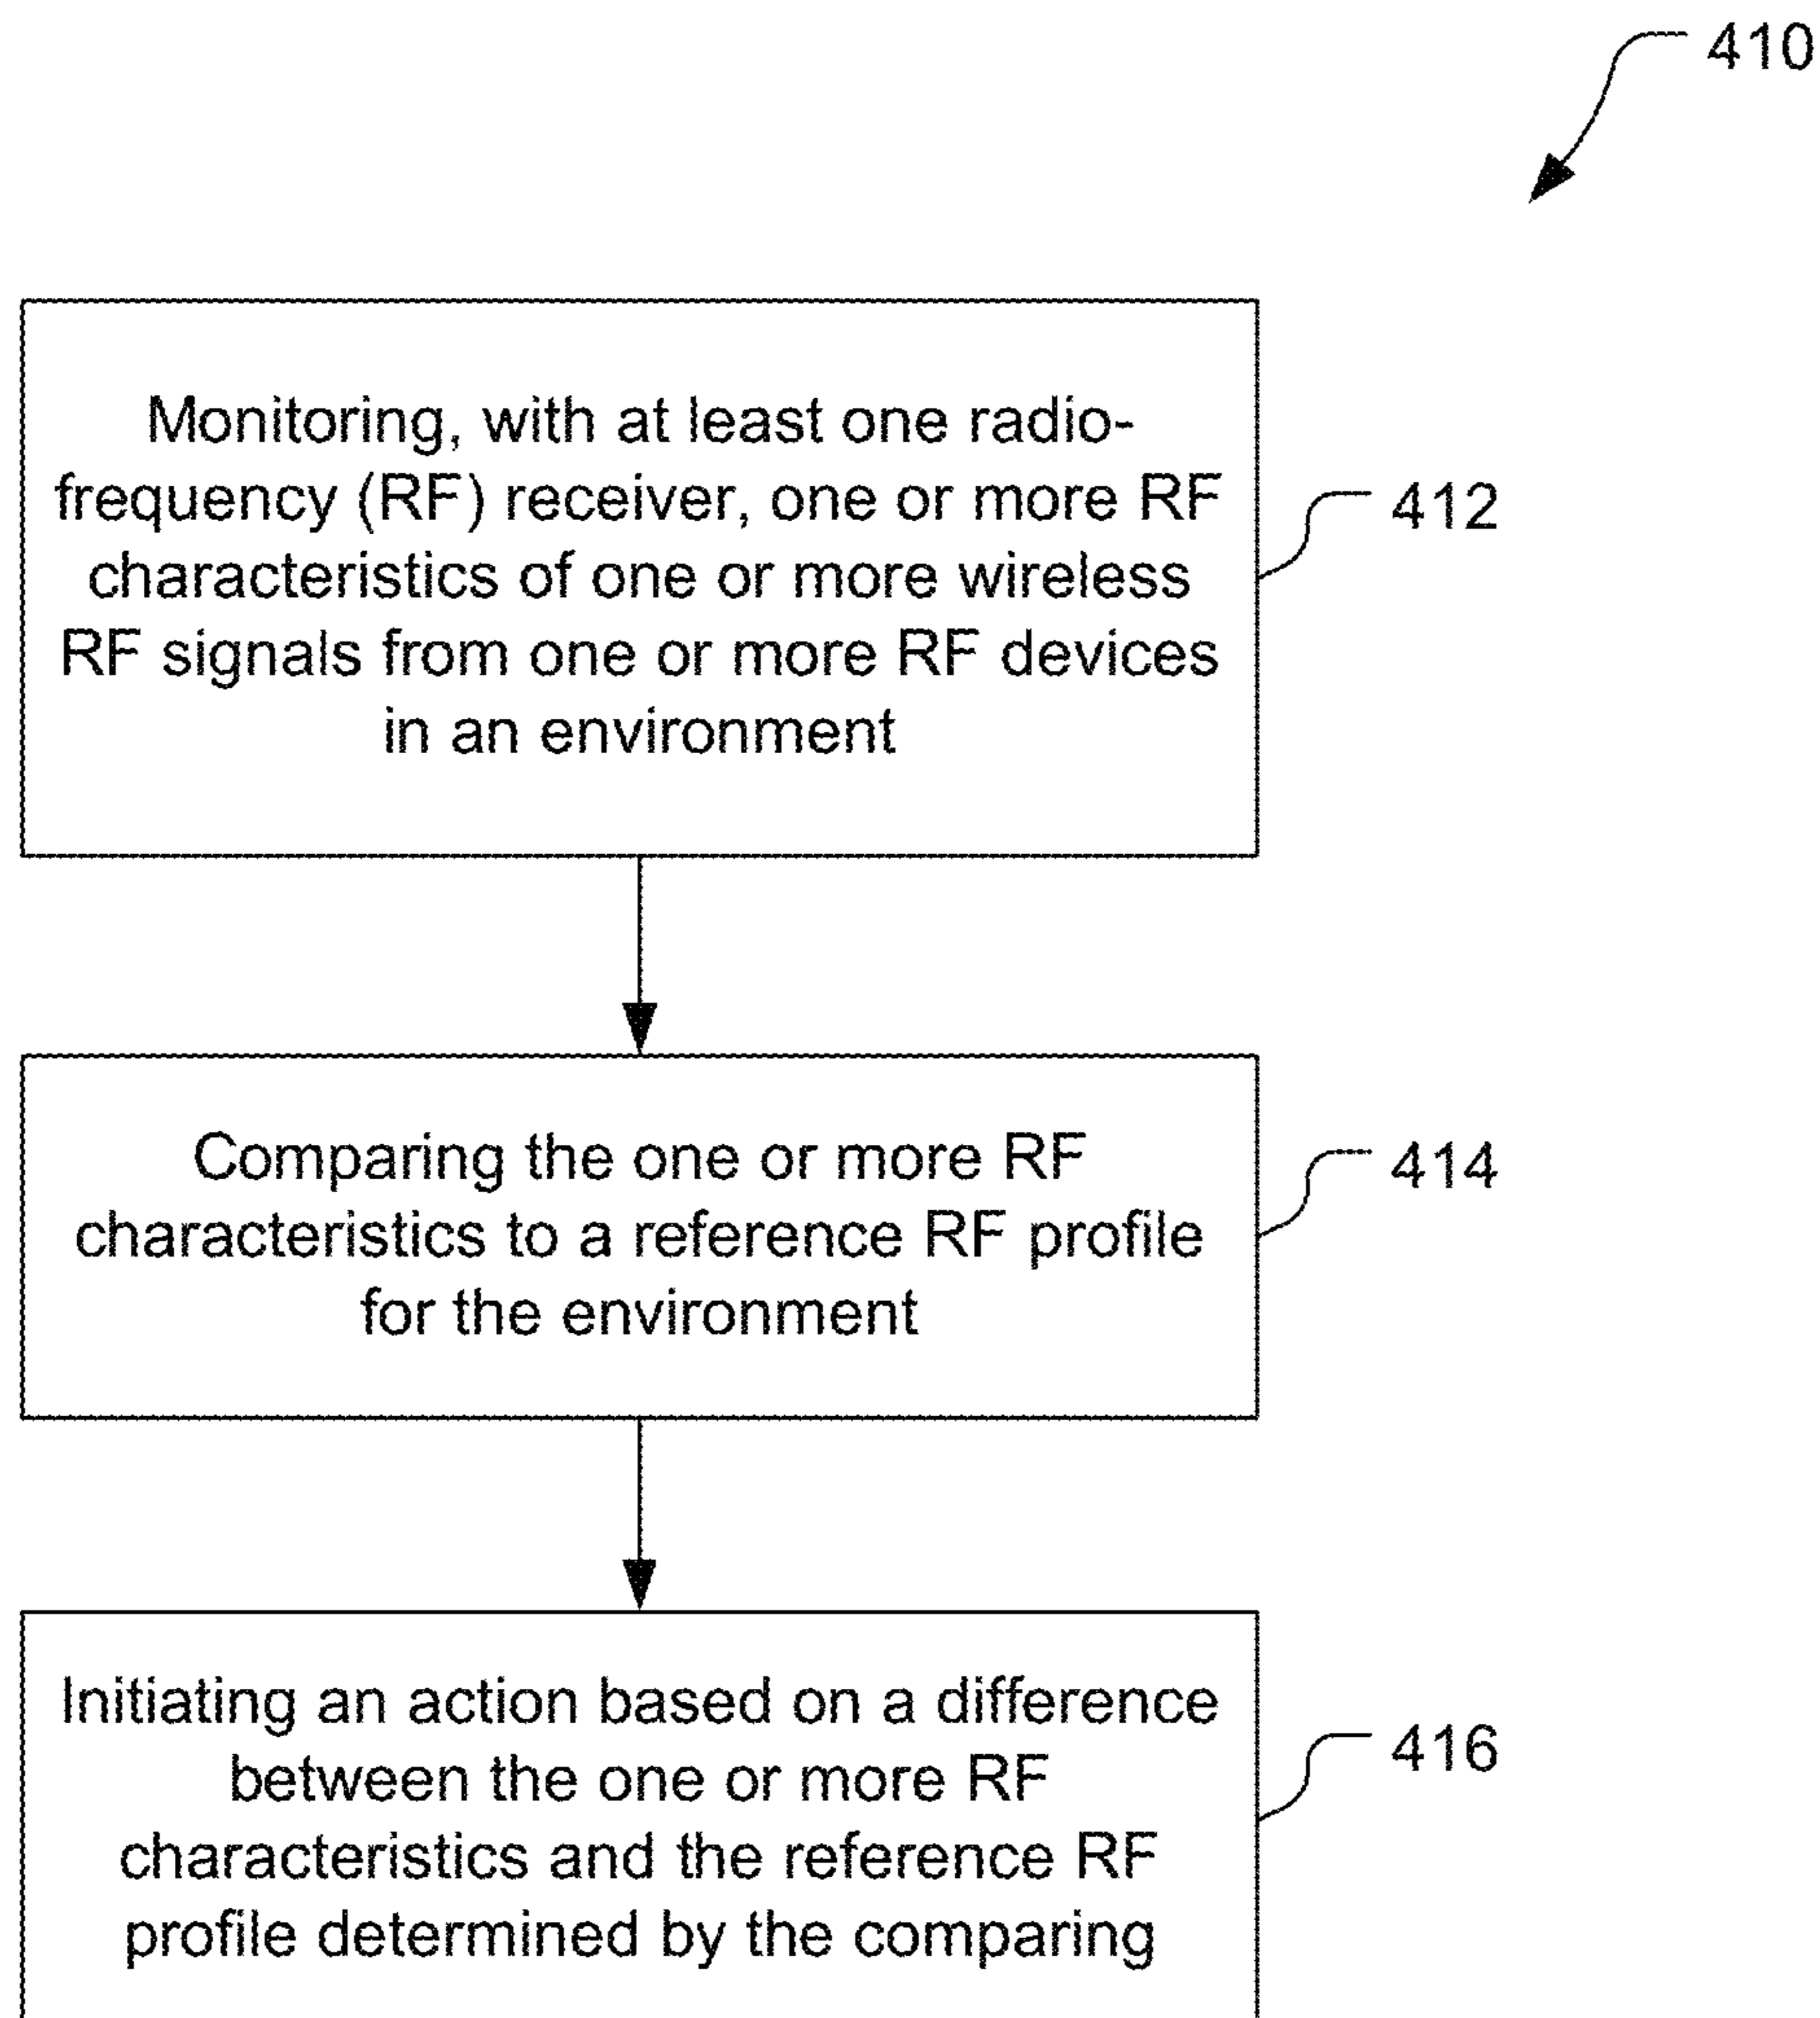 410
Monitoring, with at least one radio-
frequency (RF) receiver, one or more RF
characteristics of one or more wireless
RF signals from one or more RF devices
in an environment
412
Comparing the one or more RF
characteristics to a reference RF profile
for the environment
414
Initiating an action based on a difference
between the one or more RF
characteristics and the reference RF
profile determined by the comparing
416